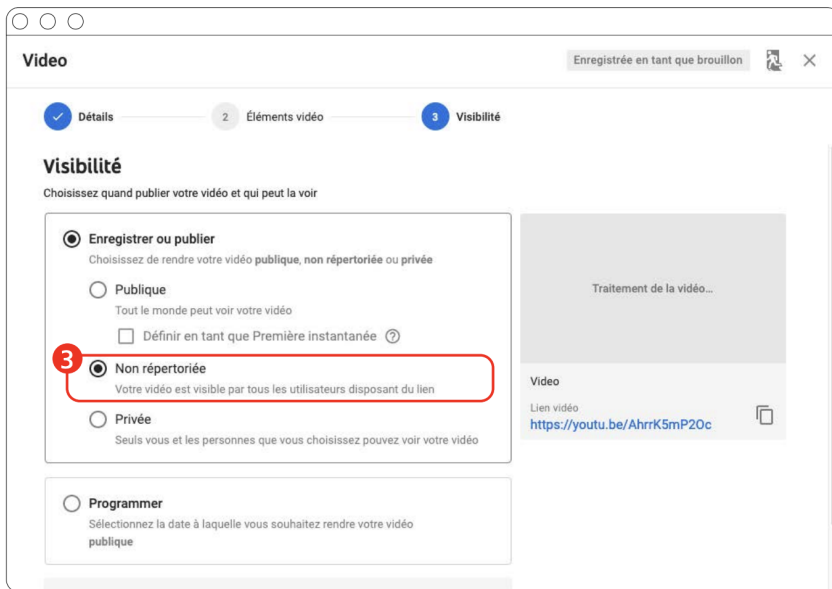 Video
Enregistrée en tant que brouillon
Détails
2 Éléments vidéo
3 Visibilité
Visibilité
Choisissez quand publier votre vidéo et qui peut la voir
Enregistrer ou publier
Choisissez de rendre votre vidéo publique, non répertoriée ou privée
Publique
Tout le monde peut voir votre vidéo
Définir en tant que Première instantanée ?
3
Non répertoriée
Votre vidéo est visible par tous les utilisateurs disposant du lien
Privée
Seuls vous et les personnes que vous choisissez pouvez voir votre vidéo
Programmer
Sélectionnez la date à laquelle vous souhaitez rendre votre vidéo
publique
Traitement de la vidéo...
Video
Lien vidéo
https://youtu.be/AhrrK5mP2Oc